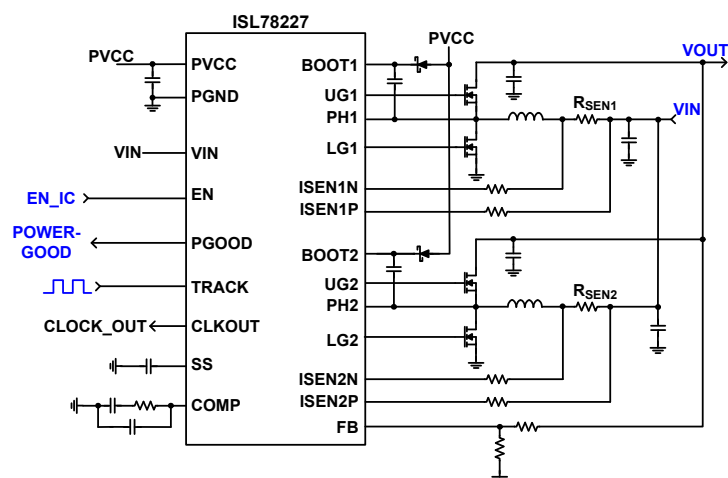 ISL78227
PVCC
PVCC
PGND
VIN
VIN
EN_IC
EN
POWER-
GOOD
PGOOD
TRACK
CLOCK_OUT
CLKOUT
SS
COMP
BOOT1
PVCC
UG1
PH1
LG1
ISEN1N
ISEN1P
BOOT2
UG2
PH2
LG2
ISEN2N
ISEN2P
FB
VOUT
RSEN1
VIN
RSEN2